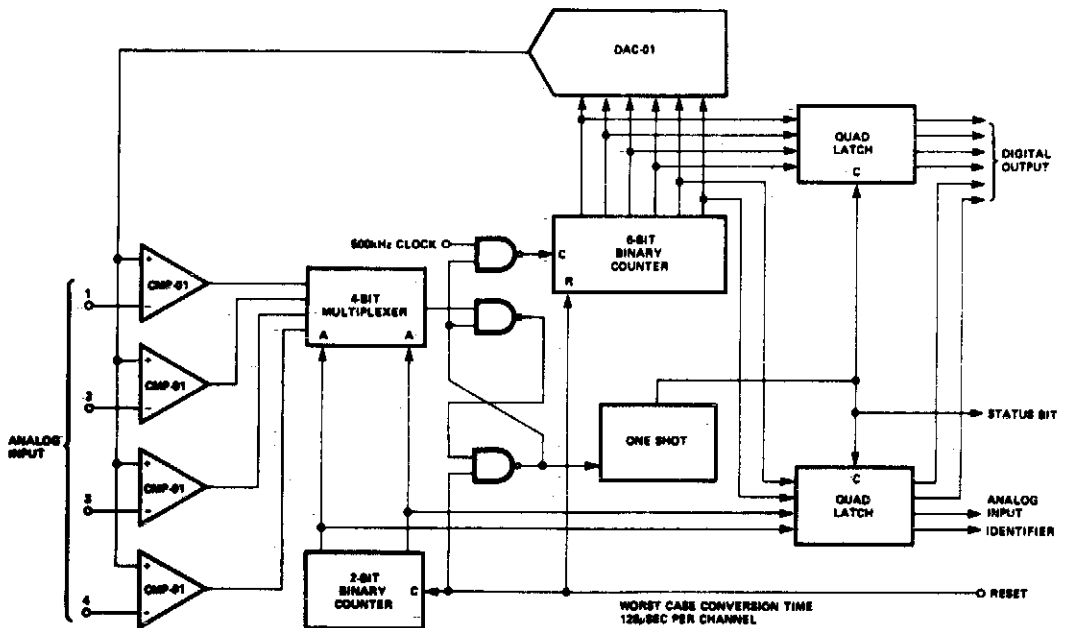 DAC-01
QUAD
LATCH
C
DIGITAL
OUTPUT
500kHz CLOCK
C
6-BIT
BINARY
COUNTER
R
1
+
CMP-01
-
4-BIT
MULTIPLEXER
A
A
2
+
CMP-01
-
ANALOG
INPUT
ONE SHOT
STATUS BIT
3
+
CMP-01
-
C
QUAD
LATCH
ANALOG
INPUT
IDENTIFIER
4
+
CMP-01
-
2-BIT
BINARY
COUNTER
C
RESET
WORST CASE CONVERSION TIME
128μSEC PER CHANNEL